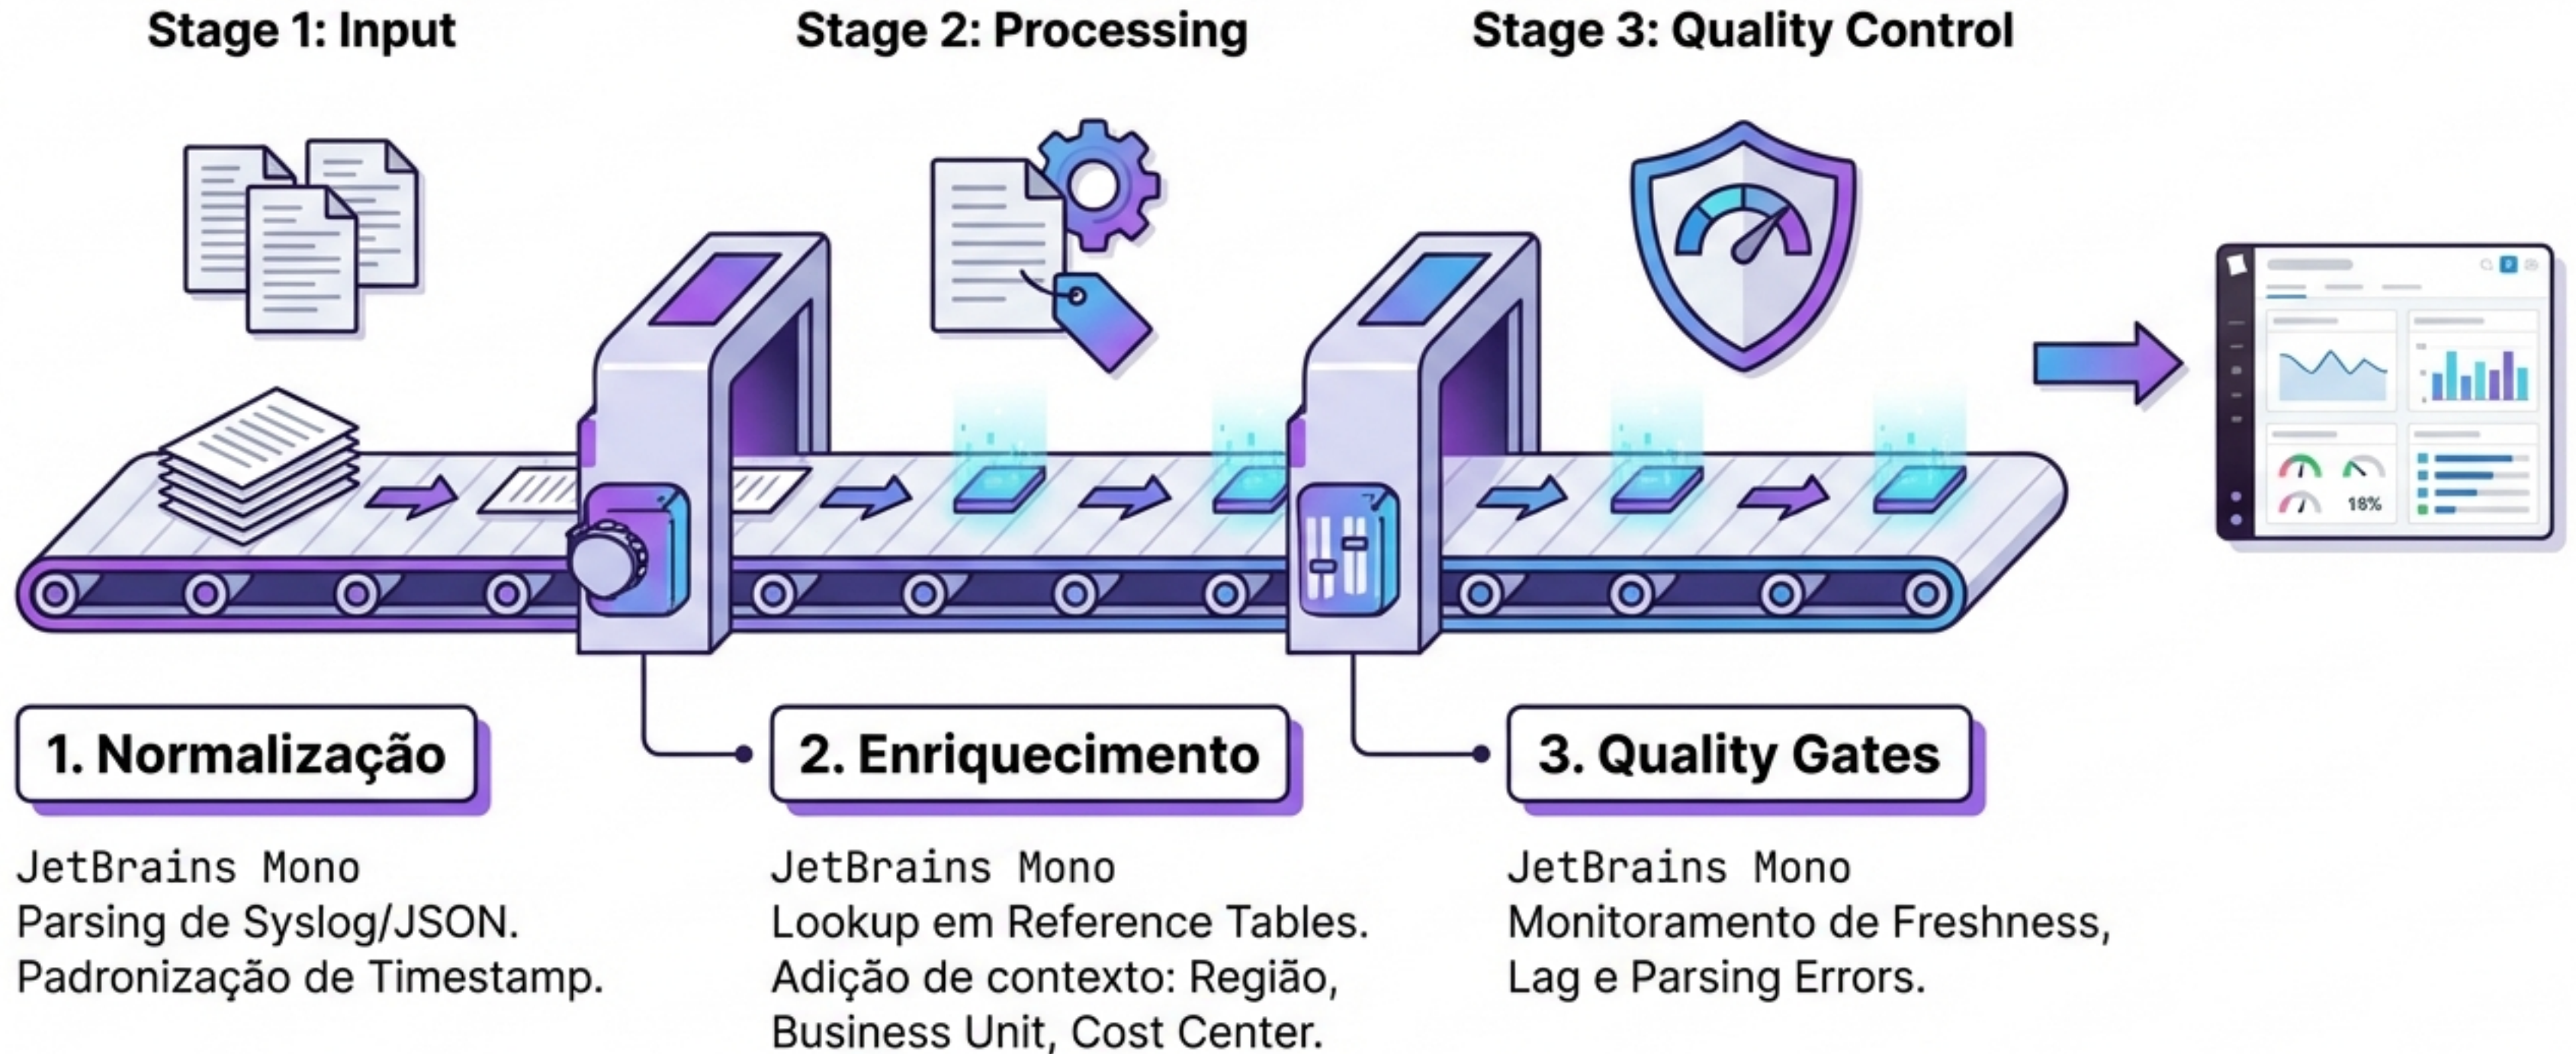 Stage 1: Input
Stage 2: Processing
Stage 3: Quality Control
18%
1. Normalização
JetBrains Mono
Parsing de Syslog/JSON.
Padronização de Timestamp.
2. Enriquecimento
JetBrains Mono
Lookup em Reference Tables.
Adição de contexto: Região,
Business Unit, Cost Center.
3. Quality Gates
JetBrains Mono
Monitoramento de Freshness,
Lag e Parsing Errors.